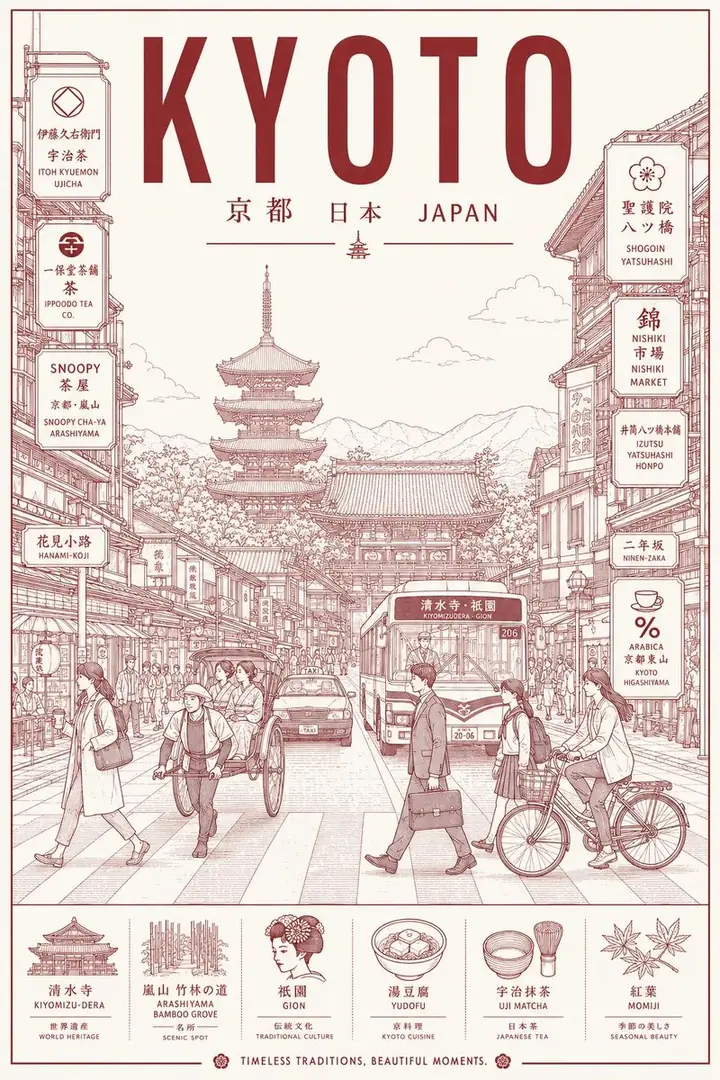 KYOTO
京都 日本 JAPAN
伊藤久右衛門
宇治茶
ITOH KYUEMON
UJICHA
一保堂茶舗
茶
IPPOODO TEA
CO.
SNOOPY
茶屋
京都・嵐山
SNOOPY CHA-YA
ARASHIYAMA
花見小路
HANAMI-KOJI
聖護院
八ツ橋
SHOGOIN
YATSUHASHI
錦
NISHIKI
市場
NISHIKI
MARKET
井筒八ツ橋本舗
IZUTSU
YATSUHASHI
HONPO
二年坂
NINEN-ZAKA
%
ARABICA
京都東山
KYOTO
HIGASHIYAMA
清水寺・祇園
KIYOMIZUDERA・GION
206
20-06
TAXI
TAXI
清水寺
KIYOMIZU-DERA
世界遺産
WORLD HERITAGE
嵐山 竹林の道
ARASHIYAMA
BAMBOO GROVE
名所
SCENIC SPOT
祇園
GION
伝統文化
TRADITIONAL CULTURE
湯豆腐
YUDOFU
京料理
KYOTO CUISINE
宇治抹茶
UJI MATCHA
日本茶
JAPANESE TEA
紅葉
MOMIJI
季節の美しさ
SEASONAL BEAUTY
TIMELESS TRADITIONS, BEAUTIFUL MOMENTS.